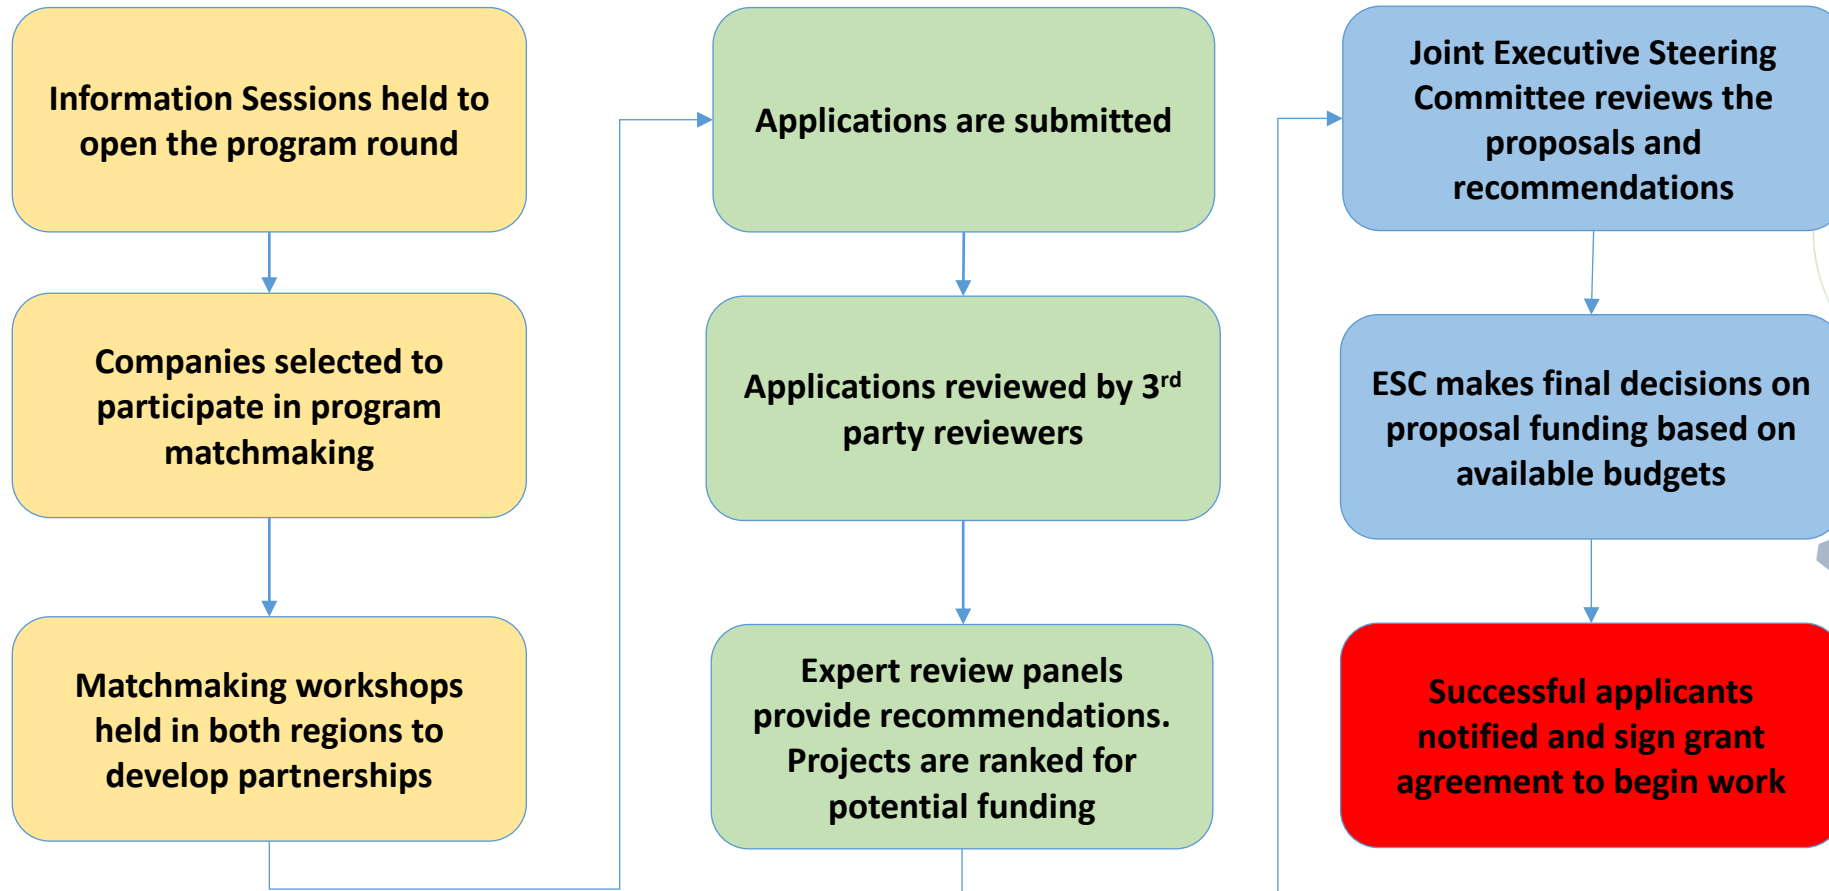 Information Sessions held to
open the program round
Companies selected to
participate in program
matchmaking
Matchmaking workshops
held in both regions to
develop partnerships
Applications are submitted
Applications reviewed by 3rd
party reviewers
Expert review panels
provide recommendations.
Projects are ranked for
potential funding
Joint Executive Steering
Committee reviews the
proposals and
recommendations
ESC makes final decisions on
proposal funding based on
available budgets
Successful applicants
notified and sign grant
agreement to begin work